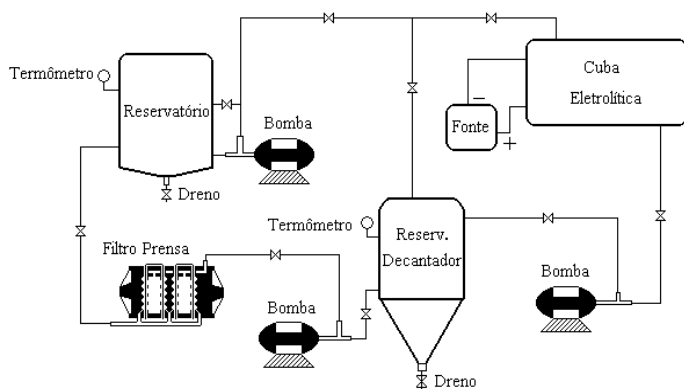 Termômetro
Reservatório
Bomba
Dreno
Cuba
Eletrolítica
−
Fonte
+
Termômetro
Reserv.
Decantador
Filtro Prensa
Bomba
Bomba
Dreno